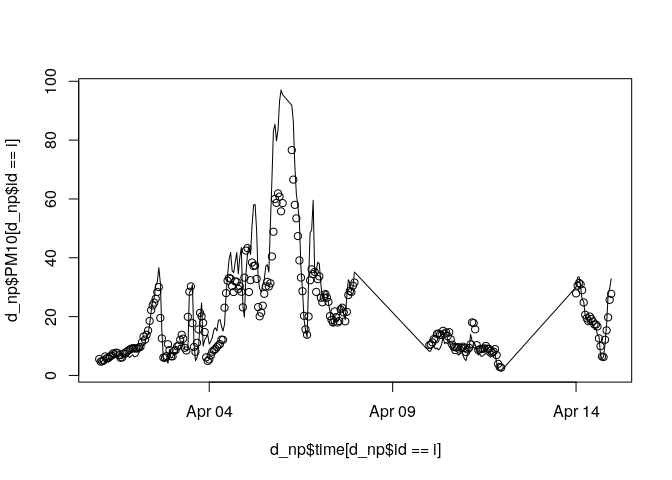 100
80
60
40
20
0
d_np$PM10[d_np$id == i]
Apr 04
Apr 09
Apr 14
d_np$time[d_np$id == i]